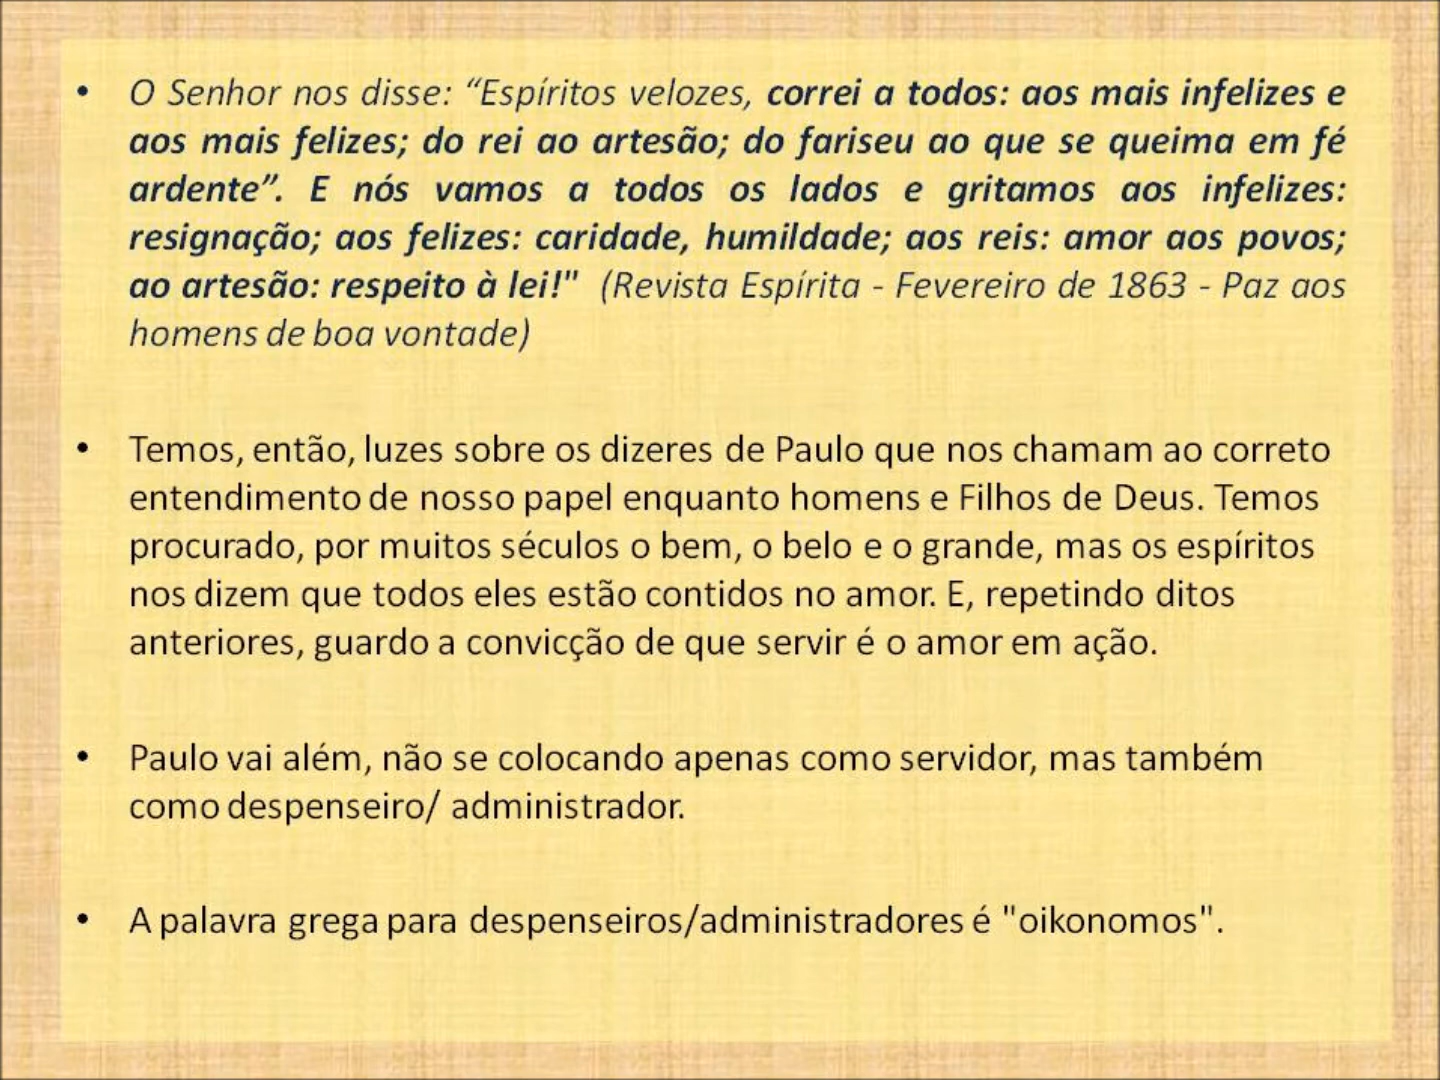 • O Senhor nos disse: “Espíritos velozes, correi a todos: aos mais infelizes e
aos mais felizes; do rei ao artesão; do fariseu ao que se queima em fé
ardente”. E nós vamos a todos os lados e gritamos aos infelizes:
resignação; aos felizes: caridade, humildade; aos reis: amor aos povos;
ao artesão: respeito à lei!" (Revista Espírita - Fevereiro de 1863 - Paz aos
homens de boa vontade)
• Temos, então, luzes sobre os dizeres de Paulo que nos chamam ao correto
entendimento de nosso papel enquanto homens e Filhos de Deus. Temos
procurado, por muitos séculos o bem, o belo e o grande, mas os espíritos
nos dizem que todos eles estão contidos no amor. E, repetindo ditos
anteriores, guardo a convicção de que servir é o amor em ação.
• Paulo vai além, não se colocando apenas como servidor, mas também
como despenseiro/ administrador.
• A palavra grega para despenseiros/administradores é "oikonomos".